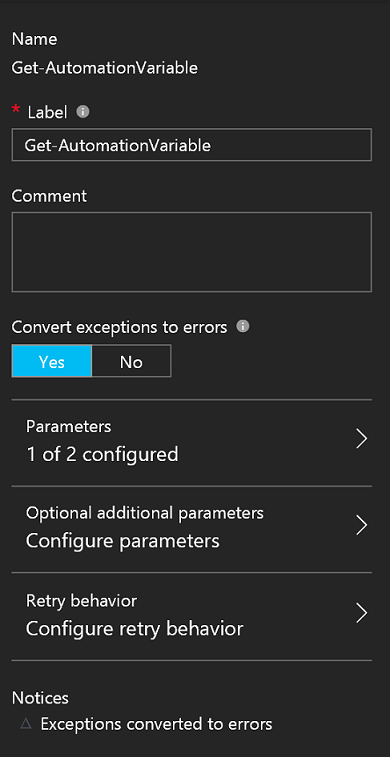 Name
Get-AutomationVariable
* Label
Get-AutomationVariable
Comment
Convert exceptions to errors
Yes No
Parameters
1 of 2 configured
Optional additional parameters
Configure parameters
Retry behavior
Configure retry behavior
Notices
Exceptions converted to errors